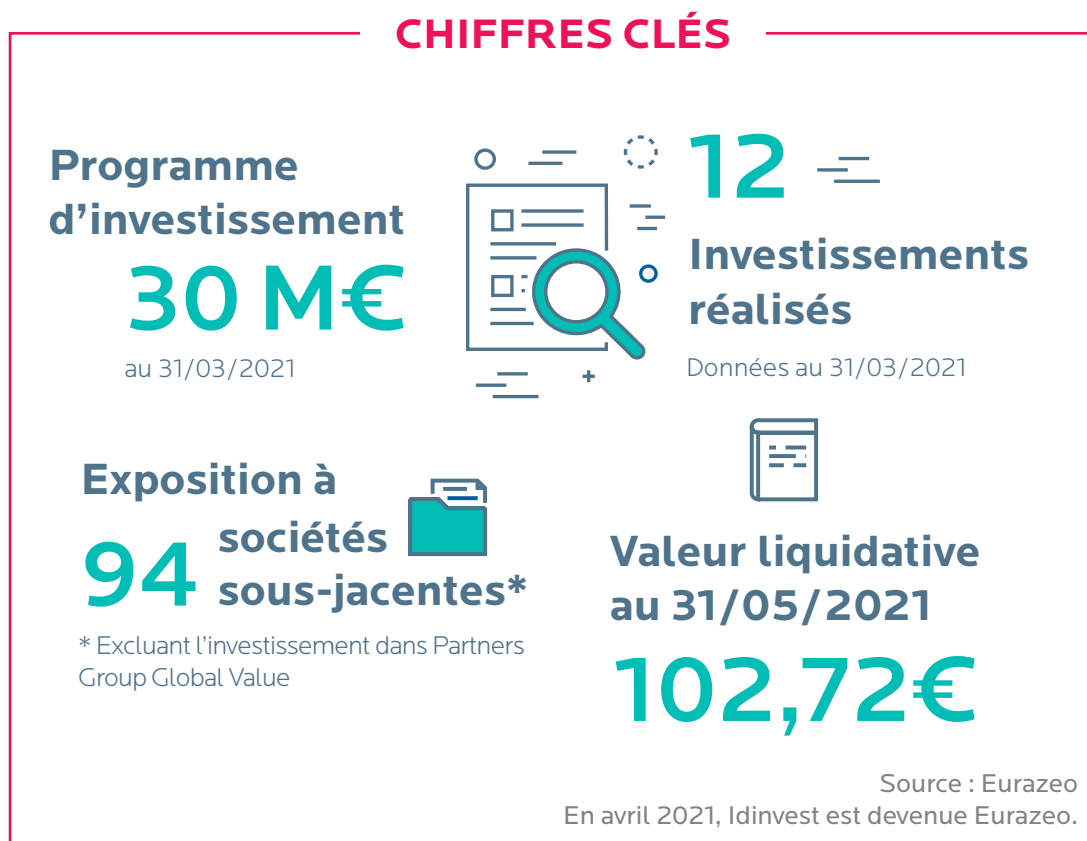 CHIFFRES CLÉS
Programme
d’investissement
30 M€
au 31/03/2021
12
Investissements
réalisés
Données au 31/03/2021
Exposition à
94 sociétés
sous-jacentes*
* Excluant l’investissement dans Partners
Group Global Value
Valeur liquidative
au 31/05/2021
102,72€
Source : Eurazeo
En avril 2021, Idinvest est devenue Eurazeo.